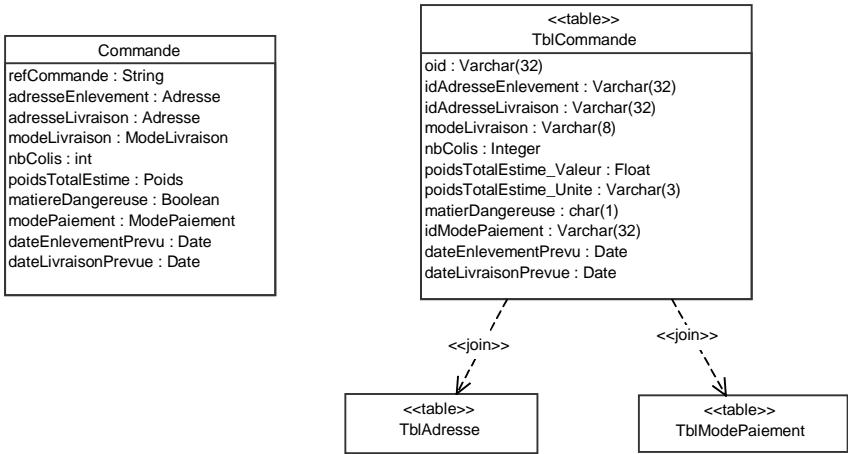 Commande
refCommande : String
adresseEnlevement : Adresse
adresseLivraison : Adresse
modeLivraison : ModeLivraison
nbColis : int
poidsTotalEstime : Poids
matiereDangereuse : Boolean
modePaiement : ModePaiement
dateEnlevementPrevu : Date
dateLivraisonPrevue : Date
<<table>>
TblCommande
oid : Varchar(32)
idAdresseEnlevement : Varchar(32)
idAdresseLivraison : Varchar(32)
modeLivraison : Varchar(8)
nbColis : Integer
poidsTotalEstime_Valeur : Float
poidsTotalEstime_Unite : Varchar(3)
matierDangereuse : char(1)
idModePaiement : Varchar(32)
dateEnlevementPrevu : Date
dateLivraisonPrevue : Date
<<join>>
<<join>>
<<table>>
TblAdresse
<<table>>
TblModePaiement